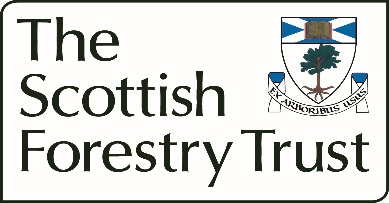 The
Scottish
Forestry Trust
EX ARBORIBUS USUS